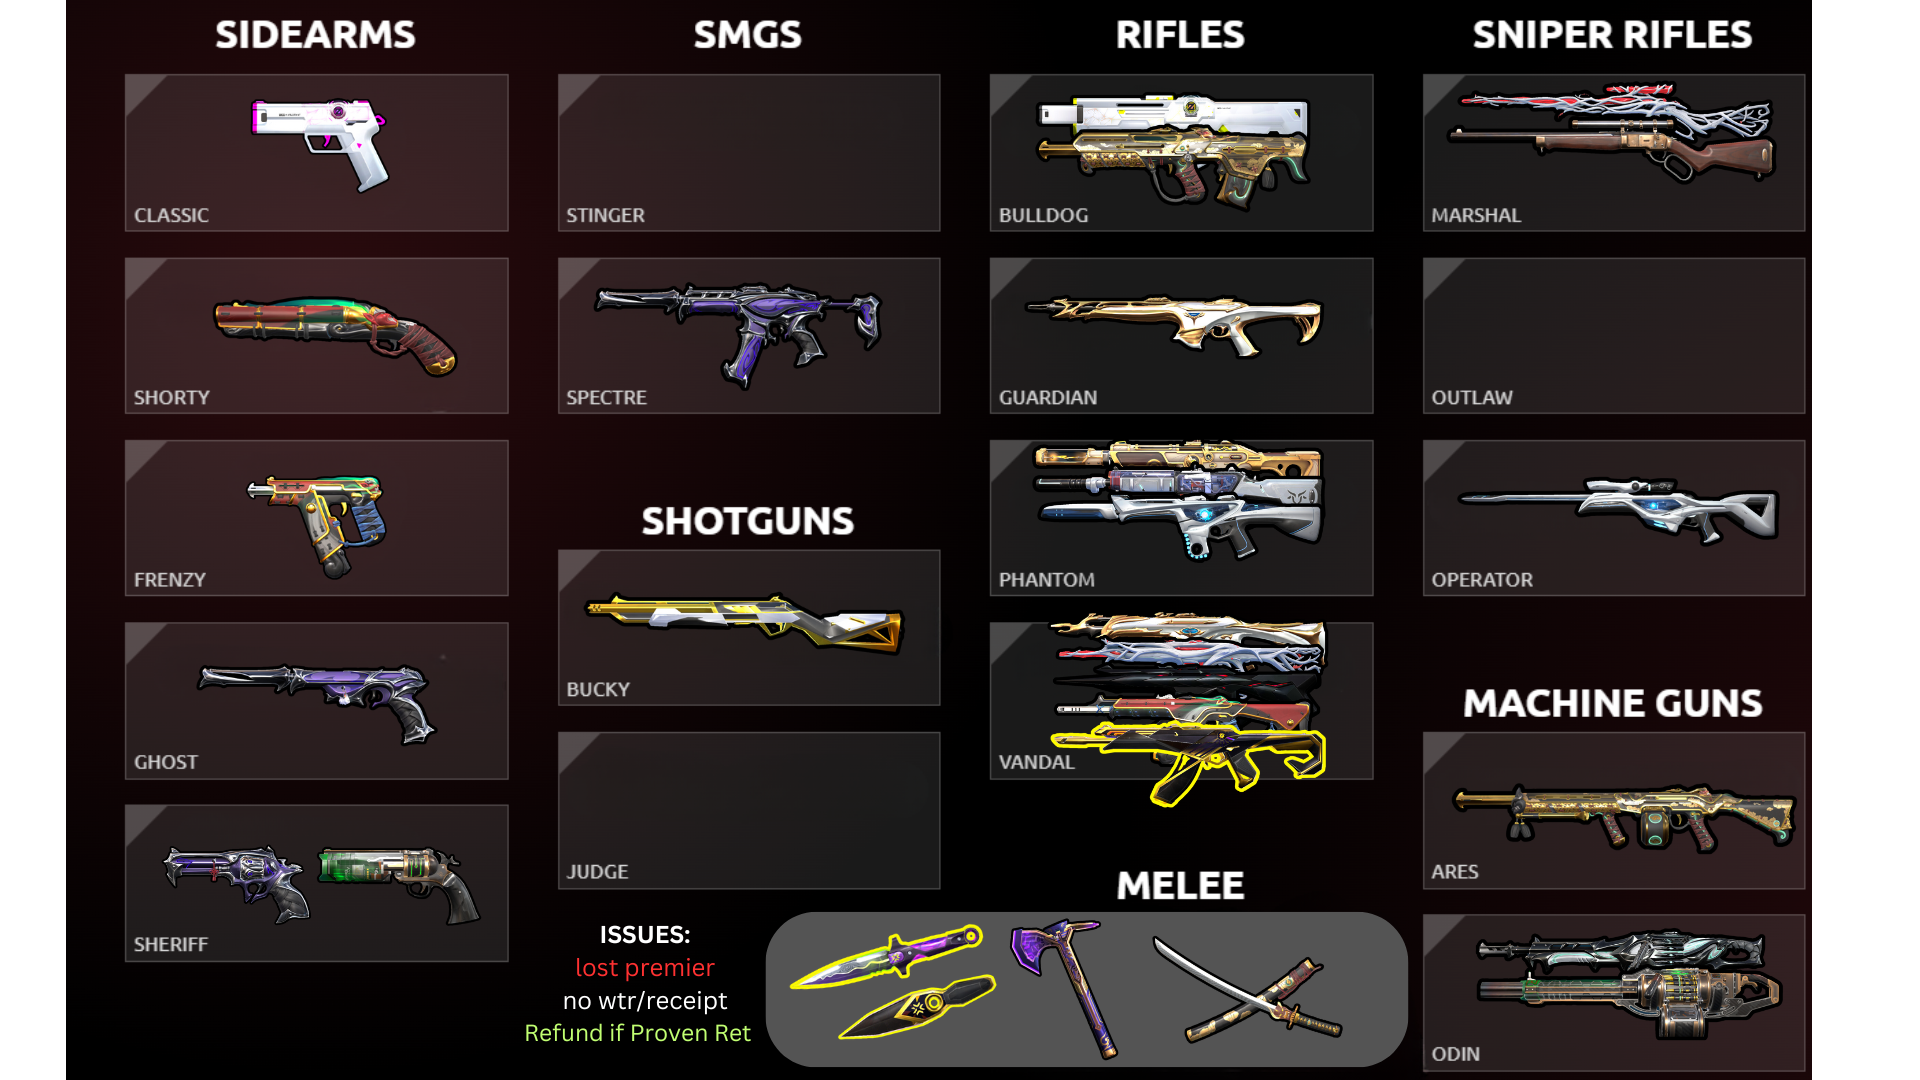 SIDEARMS
CLASSIC
SHORTY
FRENZY
GHOST
SHERIFF
SMGS
STINGER
SPECTRE
SHOTGUNS
BUCKY
JUDGE
RIFLES
BULLDOG
GUARDIAN
PHANTOM
VANDAL
SNIPER RIFLES
MARSHAL
OUTLAW
OPERATOR
MACHINE GUNS
ARES
ODIN
MELEE
ISSUES:
lost premier
no wtr/receipt
Refund if Proven Ret